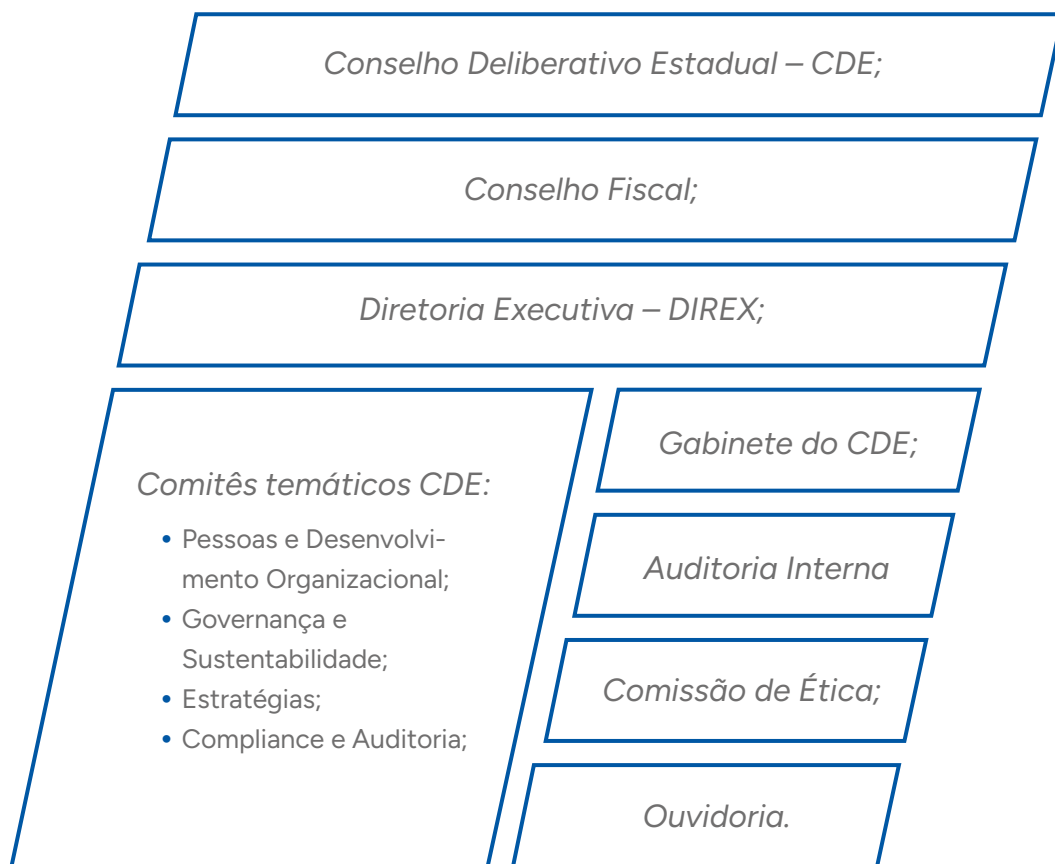 Conselho Deliberativo Estadual – CDE;
Conselho Fiscal;
Diretoria Executiva – DIREX;
Comitês temáticos CDE:
• Pessoas e Desenvolvi-
mento Organizacional;
• Governança e
Sustentabilidade;
• Estratégias;
• Compliance e Auditoria;
Gabinete do CDE;
Auditoria Interna
Comissão de Ética;
Ouvidoria.